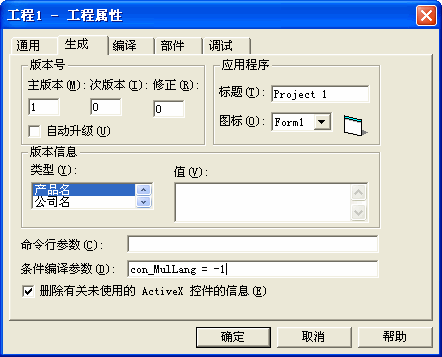 工程1 - 工程属性
通用 生成 编译 部件 调试
版本号
主版本(M): 次版本(I): 修正(R):
1 0 0
自动升级(U)
应用程序
标题(T): Project 1
图标(O): Form1
版本信息
类型(Y): 值(V):
产品名
公司名
命令行参数(C):
条件编译参数(D): con_MulLang = -1
删除有关未使用的 ActiveX 控件的信息(E)
确定 取消 帮助